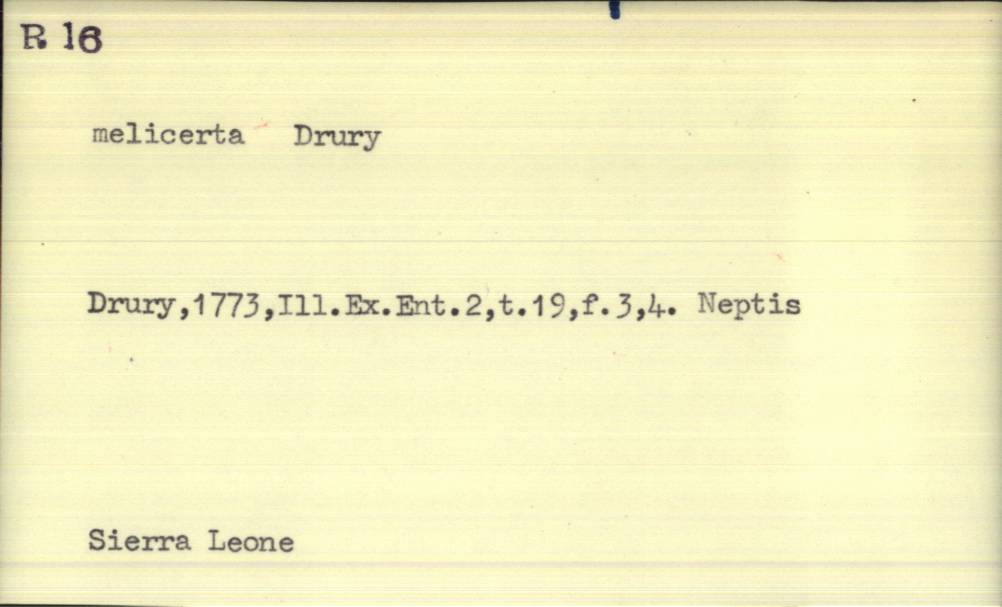 R 16
melicerta Drury
Drury,1773,Ill.Ex.Ent.2,t.19,f.3,4. Neptis
Sierra Leone